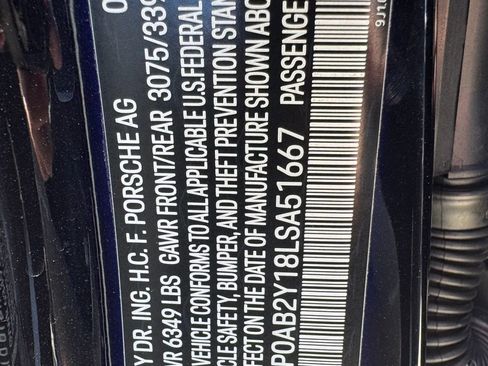 Y DR. ING. H.C. F. PORSCHE AG
VR 6349 LBS GAWR FRONT/REAR 3075/339
VEHICLE CONFORMS TO ALL APPLICABLE U.S.FEDERAL
CLE SAFETY, BUMPER, AND THEFT PREVENTION STAN
FECT ON THE DATE OF MANUFACTURE SHOWN ABO
P0AB2Y18LSA51667 PASSENGE